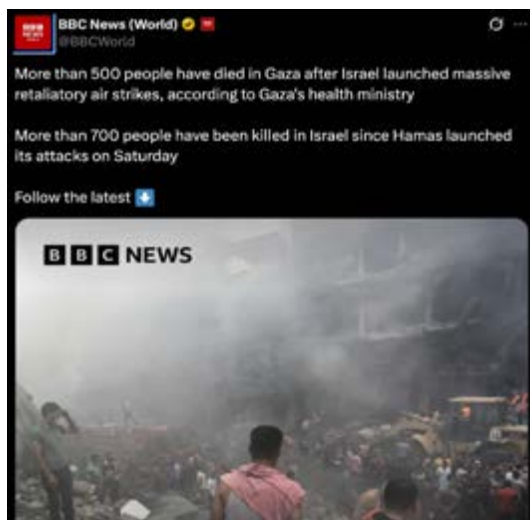 BBC News (World)
@BBCWorld
More than 500 people have died in Gaza after Israel launched massive
retaliatory air strikes, according to Gaza's health ministry
More than 700 people have been killed in Israel since Hamas launched
its attacks on Saturday
Follow the latest
BBC NEWS